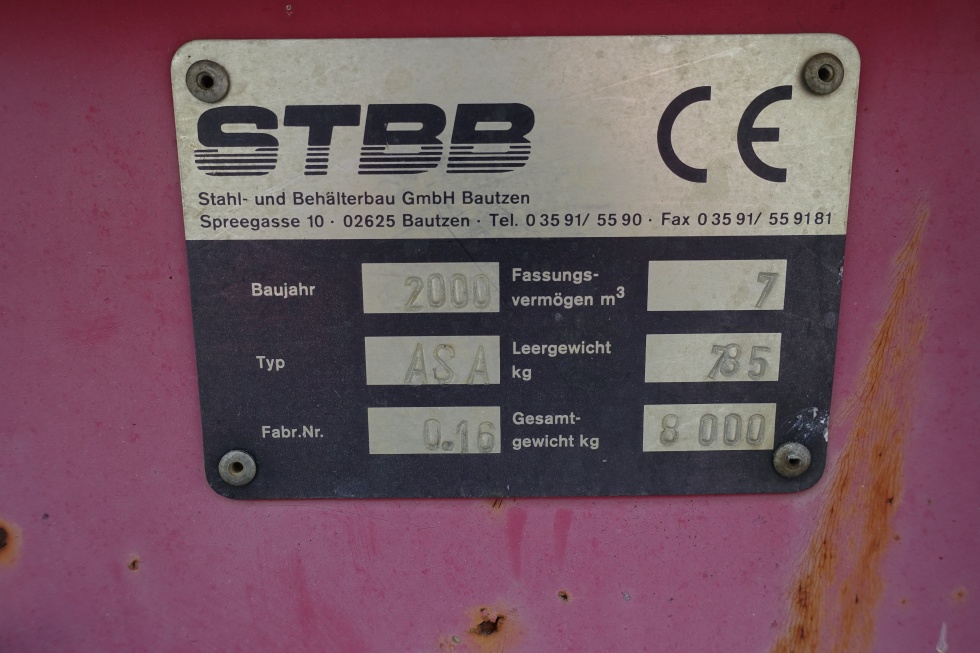 STBB CE
Stahl- und Behälterbau GmbH Bautzen
Spreegasse 10 · 02625 Bautzen · Tel. 0 35 91/ 55 90 · Fax 0 35 91/ 55 91 81
Baujahr 2000 Fassungs-
vermögen m³ 7
Typ ASA Leergewicht
kg 785
Fabr.Nr. 0.16 Gesamt-
gewicht kg 8 000